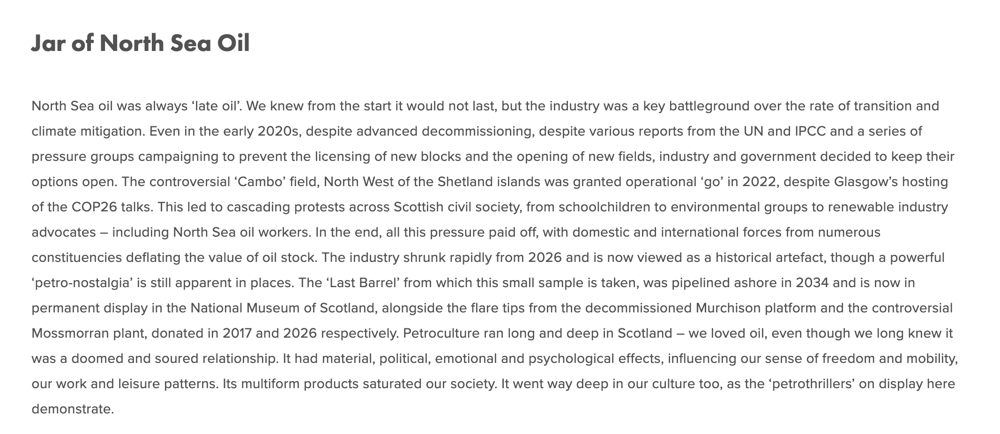 Jar of North Sea Oil
North Sea oil was always ‘late oil’. We knew from the start it would not last, but the industry was a key battleground over the rate of transition and
climate mitigation. Even in the early 2020s, despite advanced decommissioning, despite various reports from the UN and IPCC and a series of
pressure groups campaigning to prevent the licensing of new blocks and the opening of new fields, industry and government decided to keep their
options open. The controversial ‘Cambo’ field, North West of the Shetland islands was granted operational ‘go’ in 2022, despite Glasgow’s hosting
of the COP26 talks. This led to cascading protests across Scottish civil society, from schoolchildren to environmental groups to renewable industry
advocates – including North Sea oil workers. In the end, all this pressure paid off, with domestic and international forces from numerous
constituencies deflating the value of oil stock. The industry shrunk rapidly from 2026 and is now viewed as a historical artefact, though a powerful
‘petro-nostalgia’ is still apparent in places. The ‘Last Barrel’ from which this small sample is taken, was pipelined ashore in 2034 and is now in
permanent display in the National Museum of Scotland, alongside the flare tips from the decommissioned Murchison platform and the controversial
Mossmorran plant, donated in 2017 and 2026 respectively. Petroculture ran long and deep in Scotland – we loved oil, even though we long knew it
was a doomed and soured relationship. It had material, political, emotional and psychological effects, influencing our sense of freedom and mobility,
our work and leisure patterns. Its multiform products saturated our society. It went way deep in our culture too, as the ‘petrothrillers’ on display here
demonstrate.